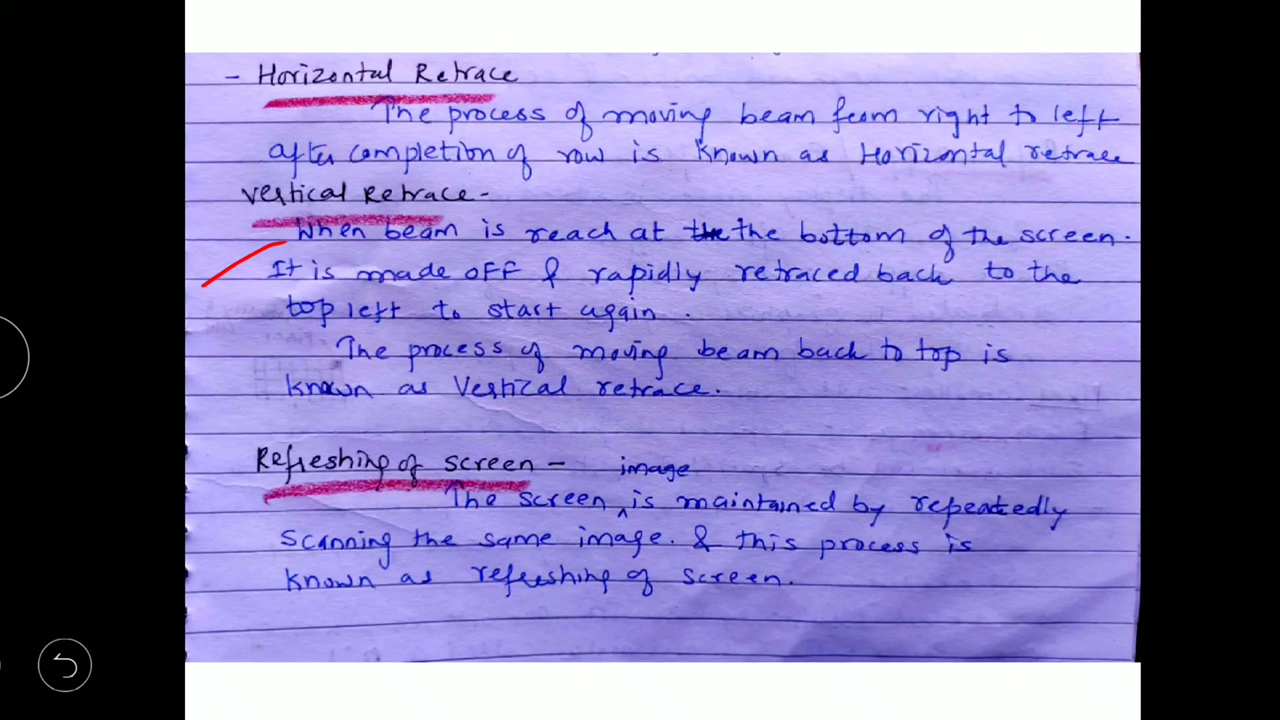 - Horizontal Retrace
The process of moving beam from right to left
after completion of row is known as Horizontal retrace
Vertical Retrace -
When beam is reach at the the bottom of the screen.
It is made OFF & rapidly retraced back to the
top left to start again.
The process of moving beam back to top is
known as Vertical retrace.
Refreshing of screen - image
The screen ^ is maintained by repeatedly
scanning the same image. & this process is
known as refreshing of screen.